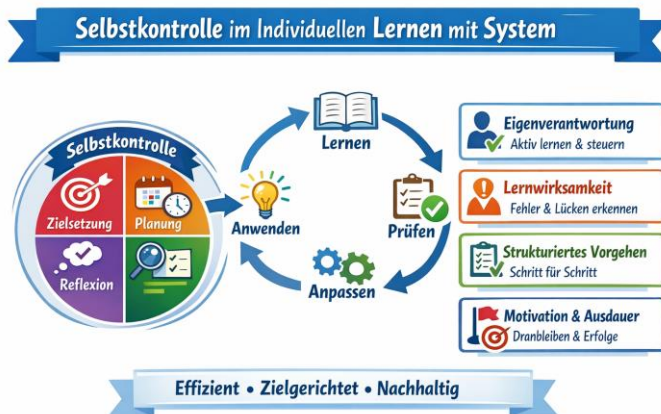 Selbstkontrolle im Individuellen Lernen mit System
Selbstkontrolle
Zielsetzung
Planung
Reflexion
Lernen
Anwenden
Prüfen
Anpassen
Eigenverantwortung
Aktiv lernen & steuern
Lernwirksamkeit
Fehler & Lücken erkennen
Strukturiertes Vorgehen
Schritt für Schritt
Motivation & Ausdauer
Dranbleiben & Erfolge
Effizient • Zielgerichtet • Nachhaltig